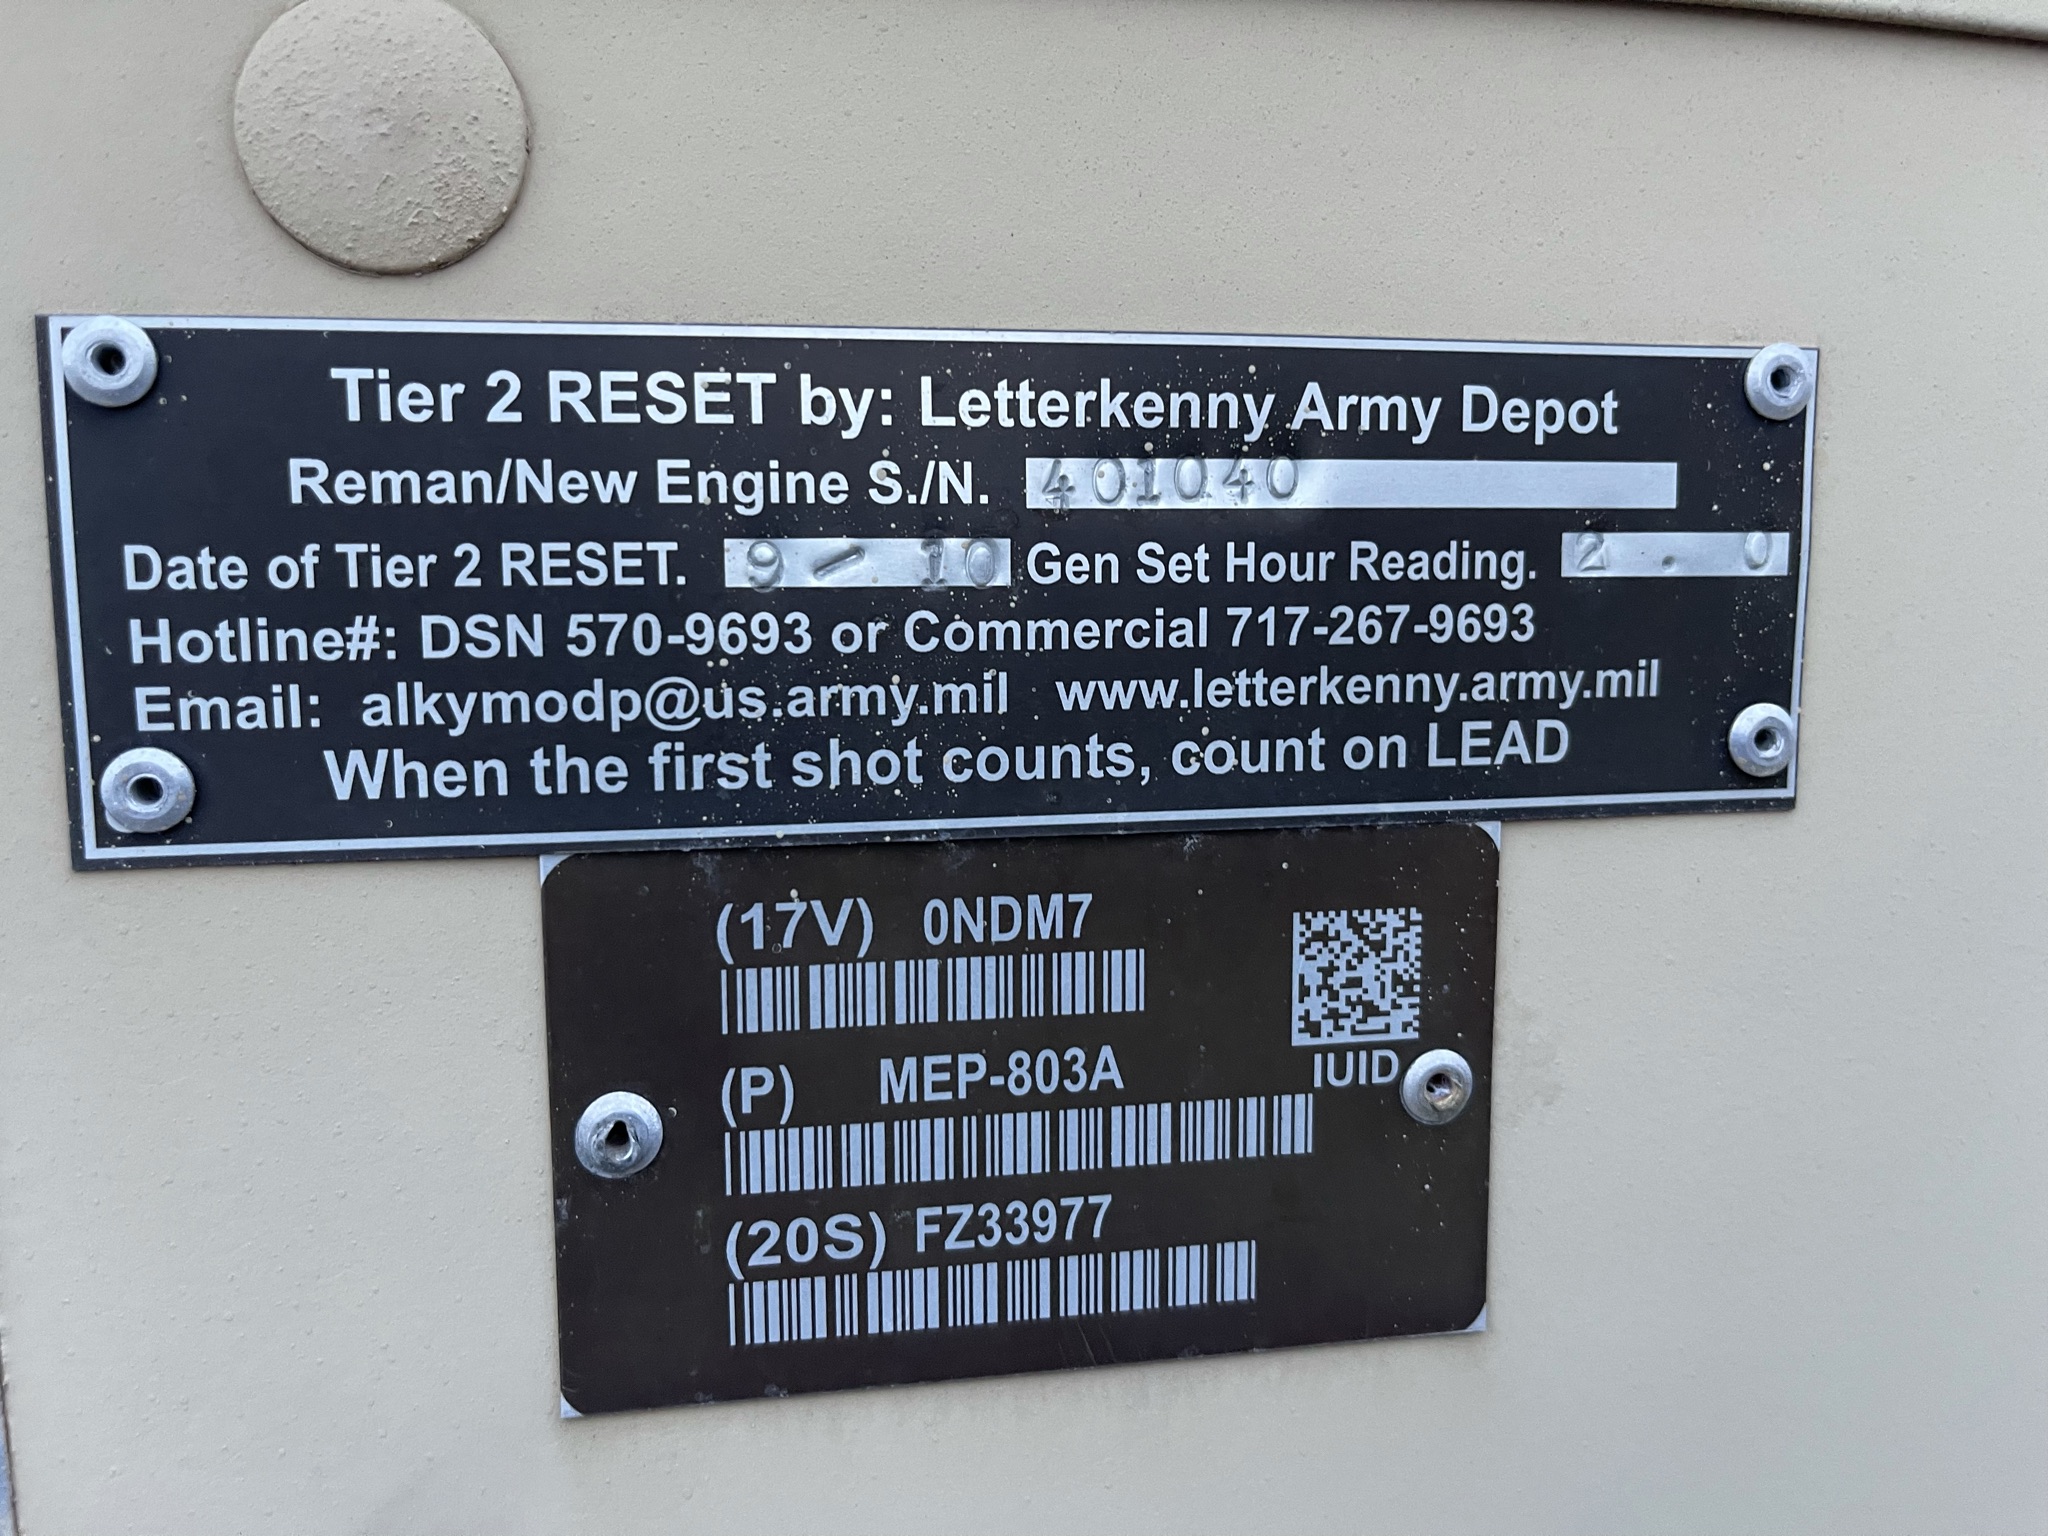 Tier 2 RESET by: Letterkenny Army Depot
Reman/New Engine S./N. 401040
Date of Tier 2 RESET. 9-10 Gen Set Hour Reading. 2.0
Hotline#: DSN 570-9693 or Commercial 717-267-9693
Email: alkymodp@us.army.mil www.letterkenny.army.mil
When the first shot counts, count on LEAD
(17V) 0NDM7
IUID
(P) MEP-803A
(20S) FZ33977